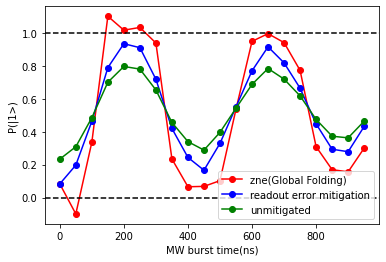 1.0
0.8
0.6
0.4
0.2
0.0
P(|1>)
zne(Global Folding)
readout error mitigation
unmitigated
0 200 400 600 800
MW burst time(ns)